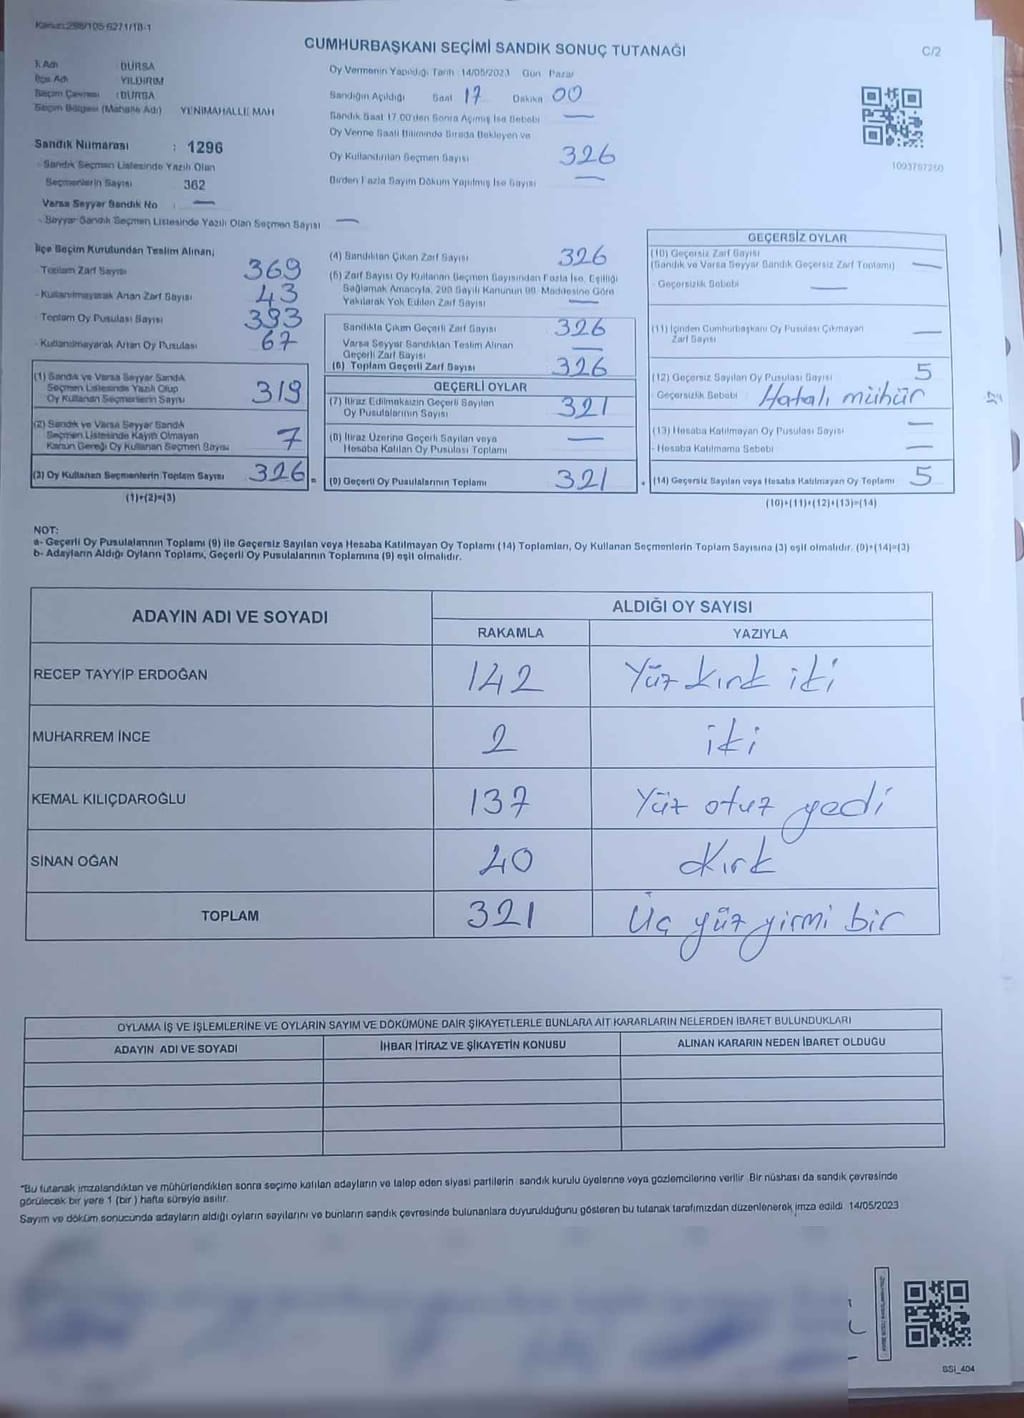 Kanun:298/105 6271/18-1
CUMHURBAŞKANI SEÇİMİ SANDIK SONUÇ TUTANAĞI
C/2
İl Adı : BURSA
İlçe Adı : YILDIRIM
Seçim Çevresi : BURSA
Seçim Bölgesi (Mahalle Adı) YENİMAHALLE MAH
Sandık Numarası : 1296
- Sandık Seçmen Listesinde Yazılı Olan
Seçmenlerin Sayısı 362
Varsa Seyyar Sandık No : —
- Seyyar Sandık Seçmen Listesinde Yazılı Olan Seçmen Sayısı —
Oy Vermenin Yapıldığı Tarih : 14/05/2023 Gün : Pazar
Sandığın Açıldığı Saat 17 Dakika 00
Sandık Saat 17.00'den Sonra Açılmış İse Sebebi —
Oy Verme Saati Bitiminde Sırada Bekleyen ve
Oy Kullandırılan Seçmen Sayısı 326
Birden Fazla Sayım Döküm Yapılmış İse Sayısı —
1093707250
İlçe Seçim Kurulundan Teslim Alınan;
- Toplam Zarf Sayısı 369
- Kullanılmayarak Artan Zarf Sayısı 43
- Toplam Oy Pusulası Sayısı 393
- Kullanılmayarak Artan Oy Pusulası 67
(1) Sandık ve Varsa Seyyar Sandık
Seçmen Listesinde Yazılı Olup
Oy Kullanan Seçmenlerin Sayısı 319
(2) Sandık ve Varsa Seyyar Sandık
Seçmen Listesinde Kayıtlı Olmayan
Kanun Gereği Oy Kullanan Seçmen Sayısı 7
(3) Oy Kullanan Seçmenlerin Toplam Sayısı 326
(1)+(2)=(3)
(4) Sandıktan Çıkan Zarf Sayısı 326
(5) Zarf Sayısı Oy Kullanan Seçmen Sayısından Fazla İse, Eşitliği
Sağlamak Amacıyla, 298 Sayılı Kanunun 98. Maddesine Göre
Yakılarak Yok Edilen Zarf Sayısı —
Sandıkta Çıkan Geçerli Zarf Sayısı 326
Varsa Seyyar Sandıktan Teslim Alınan
Geçerli Zarf Sayısı —
(6) Toplam Geçerli Zarf Sayısı 326
GEÇERLİ OYLAR
(7) İtiraz Edilmeksizin Geçerli Sayılan
Oy Pusulalarının Sayısı 321
(8) İtiraz Üzerine Geçerli Sayılan veya
Hesaba Katılan Oy Pusulası Toplamı —
(9) Geçerli Oy Pusulalarının Toplamı 321
GEÇERSİZ OYLAR
(10) Geçersiz Zarf Sayısı
(Sandık ve Varsa Seyyar Sandık Geçersiz Zarf Toplamı) —
- Geçersizlik Sebebi —
(11) İçinden Cumhurbaşkanı Oy Pusulası Çıkmayan
Zarf Sayısı —
(12) Geçersiz Sayılan Oy Pusulası Sayısı 5
- Geçersizlik Sebebi Hatalı mühür
(13) Hesaba Katılmayan Oy Pusulası Sayısı —
- Hesaba Katılmama Sebebi —
(14) Geçersiz Sayılan veya Hesaba Katılmayan Oy Toplamı 5
(10)+(11)+(12)+(13)=(14)
NOT:
a- Geçerli Oy Pusulalarının Toplamı (9) ile Geçersiz Sayılan veya Hesaba Katılmayan Oy Toplamı (14) Toplamları, Oy Kullanan Seçmenlerin Toplam Sayısına (3) eşit olmalıdır. (9)+(14)=(3)
b- Adayların Aldığı Oyların Toplamı, Geçerli Oy Pusulalarının Toplamına (9) eşit olmalıdır.
ADAYIN ADI VE SOYADI
ALDIĞI OY SAYISI
RAKAMLA YAZIYLA
RECEP TAYYİP ERDOĞAN 142 Yüz kırk iki
MUHARREM İNCE 2 iki
KEMAL KILIÇDAROĞLU 137 Yüz otuz yedi
SİNAN OĞAN 40 Kırk
TOPLAM 321 Üç yüz yirmi bir
OYLAMA İŞ VE İŞLEMLERİNE VE OYLARIN SAYIM VE DÖKÜMÜNE DAİR ŞİKAYETLERLE BUNLARA AİT KARARLARIN NELERDEN İBARET BULUNDUKLARI
ADAYIN ADI VE SOYADI İHBAR İTİRAZ VE ŞİKAYETİN KONUSU ALINAN KARARIN NEDEN İBARET OLDUĞU
*Bu tutanak imzalandıktan ve mühürlendikten sonra seçime katılan adayların ve talep eden siyasi partilerin sandık kurulu üyelerine veya gözlemcilerine verilir. Bir nüshası da sandık çevresinde
görülecek bir yere 1 (bir) hafta süreyle asılır.
Sayım ve döküm sonucunda adayların aldığı oyların sayılarını ve bunların sandık çevresinde bulunanlara duyurulduğunu gösteren bu tutanak tarafımızdan düzenlenerek imza edildi. 14/05/2023
SSI_404